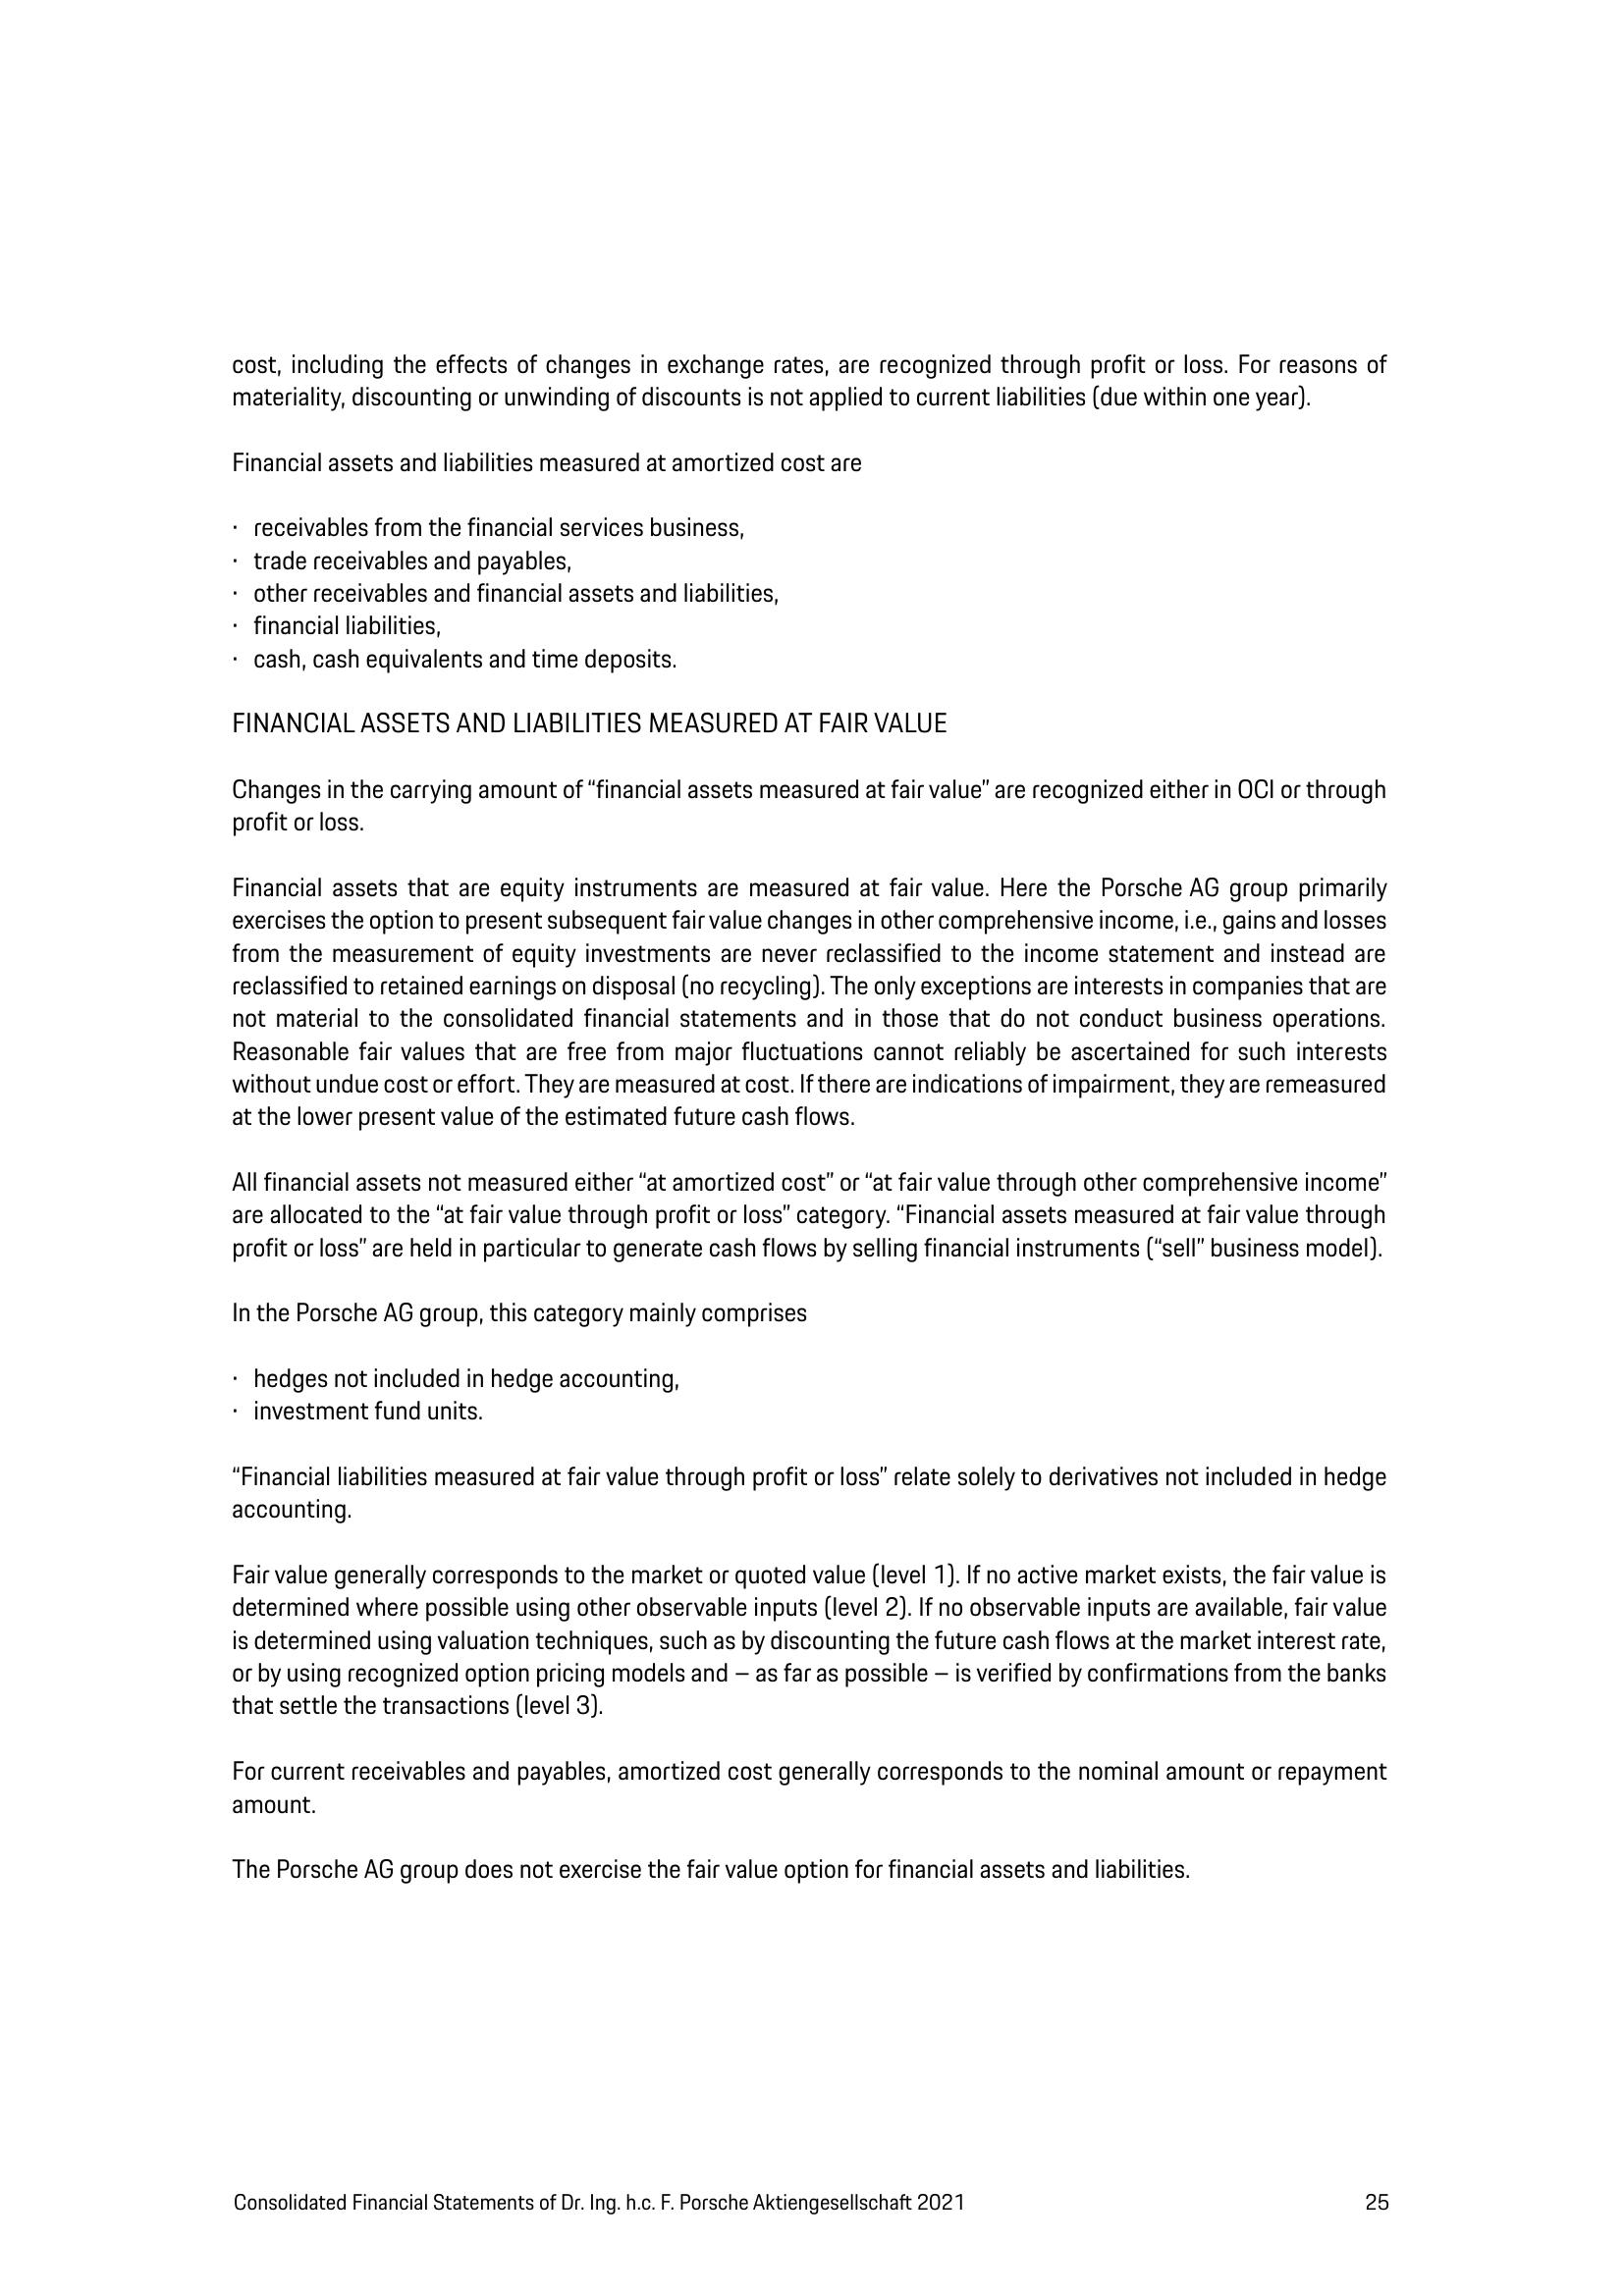 cost, including the effects of changes in exchange rates, are recognized through profit or loss. For reasons of
materiality, discounting or unwinding of discounts is not applied to current liabilities (due within one year).
Financial assets and liabilities measured at amortized cost are
· receivables from the financial services business,
· trade receivables and payables,
· other receivables and financial assets and liabilities,
· financial liabilities,
· cash, cash equivalents and time deposits.
FINANCIAL ASSETS AND LIABILITIES MEASURED AT FAIR VALUE
Changes in the carrying amount of “financial assets measured at fair value” are recognized either in OCI or through
profit or loss.
Financial assets that are equity instruments are measured at fair value. Here the Porsche AG group primarily
exercises the option to present subsequent fair value changes in other comprehensive income, i.e., gains and losses
from the measurement of equity investments are never reclassified to the income statement and instead are
reclassified to retained earnings on disposal (no recycling). The only exceptions are interests in companies that are
not material to the consolidated financial statements and in those that do not conduct business operations.
Reasonable fair values that are free from major fluctuations cannot reliably be ascertained for such interests
without undue cost or effort. They are measured at cost. If there are indications of impairment, they are remeasured
at the lower present value of the estimated future cash flows.
All financial assets not measured either “at amortized cost” or “at fair value through other comprehensive income”
are allocated to the “at fair value through profit or loss” category. “Financial assets measured at fair value through
profit or loss” are held in particular to generate cash flows by selling financial instruments (“sell” business model).
In the Porsche AG group, this category mainly comprises
· hedges not included in hedge accounting,
· investment fund units.
“Financial liabilities measured at fair value through profit or loss” relate solely to derivatives not included in hedge
accounting.
Fair value generally corresponds to the market or quoted value (level 1). If no active market exists, the fair value is
determined where possible using other observable inputs (level 2). If no observable inputs are available, fair value
is determined using valuation techniques, such as by discounting the future cash flows at the market interest rate,
or by using recognized option pricing models and – as far as possible – is verified by confirmations from the banks
that settle the transactions (level 3).
For current receivables and payables, amortized cost generally corresponds to the nominal amount or repayment
amount.
The Porsche AG group does not exercise the fair value option for financial assets and liabilities.
Consolidated Financial Statements of Dr. Ing. h.c. F. Porsche Aktiengesellschaft 2021 25